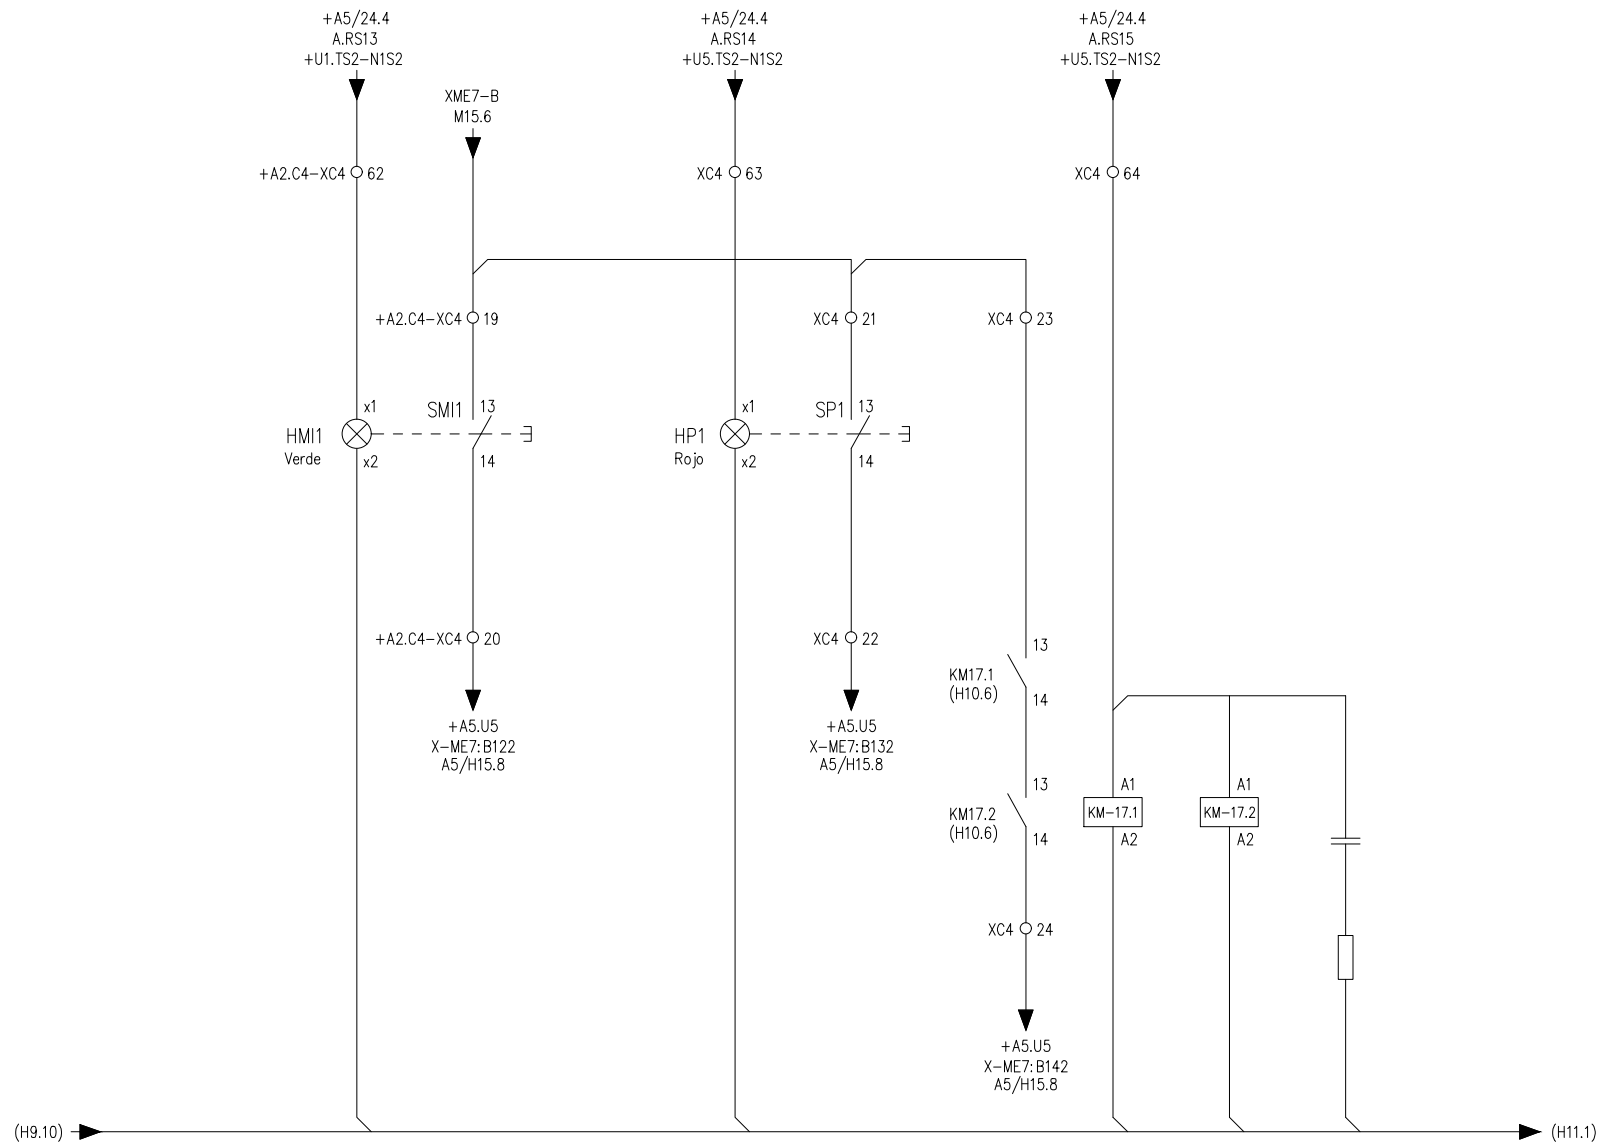 +A5/24.4
A.RS13
+U1.TS2-N1S2
+A5/24.4
A.RS14
+U5.TS2-N1S2
+A5/24.4
A.RS15
+U5.TS2-N1S2
XME7-B
M15.6
+A2.C4-XC4 62
XC4 63
XC4 64
+A2.C4-XC4 19
XC4 21
XC4 23
x1
SMI1 13
HMI1
Verde
x2
14
x1
SP1 13
HP1
Rojo
x2
14
+A2.C4-XC4 20
XC4 22
13
KM17.1
(H10.6)
14
+A5.U5
X-ME7:B122
A5/H15.8
+A5.U5
X-ME7:B132
A5/H15.8
13
KM17.2
(H10.6)
14
A1
KM-17.1
A2
A1
KM-17.2
A2
XC4 24
+A5.U5
X-ME7:B142
A5/H15.8
(H9.10)
(H11.1)